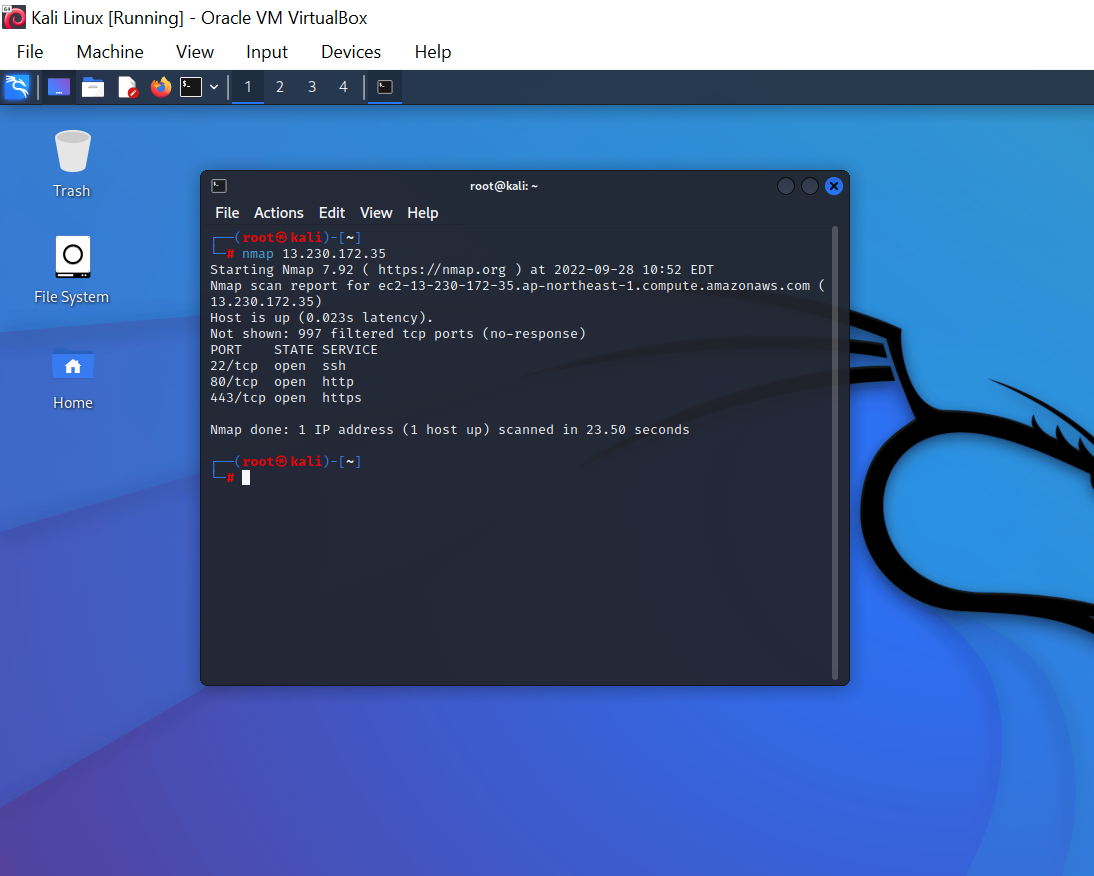 Kali Linux [Running] - Oracle VM VirtualBox
File Machine View Input Devices Help
1 2 3 4
Trash
File System
Home
root@kali: ~
File Actions Edit View Help
┌──(root㉿kali)-[~]
└─# nmap 13.230.172.35
Starting Nmap 7.92 ( https://nmap.org ) at 2022-09-28 10:52 EDT
Nmap scan report for ec2-13-230-172-35.ap-northeast-1.compute.amazonaws.com (
13.230.172.35)
Host is up (0.023s latency).
Not shown: 997 filtered tcp ports (no-response)
PORT    STATE SERVICE
22/tcp  open  ssh
80/tcp  open  http
443/tcp open  https
Nmap done: 1 IP address (1 host up) scanned in 23.50 seconds
┌──(root㉿kali)-[~]
└─#